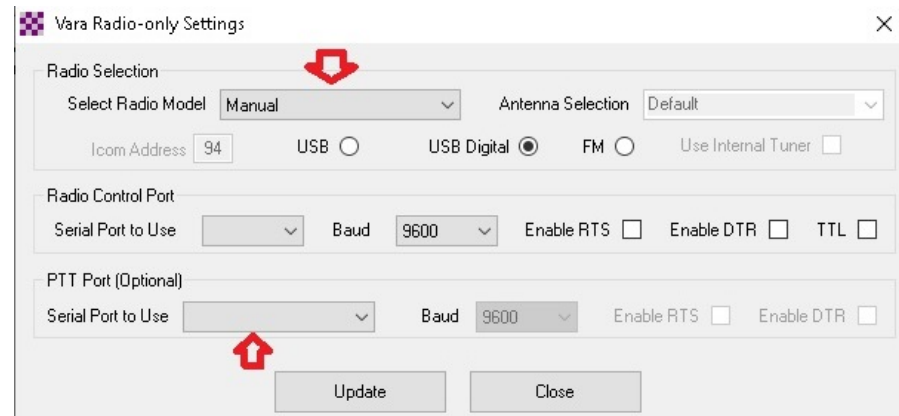 Vara Radio-only Settings
Radio Selection
Select Radio Model Manual Antenna Selection Default
Icom Address 94 USB USB Digital FM Use Internal Tuner
Radio Control Port
Serial Port to Use Baud 9600 Enable RTS Enable DTR TTL
PTT Port (Optional)
Serial Port to Use Baud 9600 Enable RTS Enable DTR
Update Close